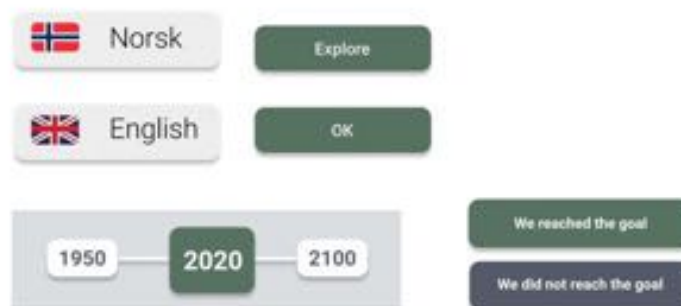 Norsk
Explore
English
OK
1950
2020
2100
We reached the goal
We did not reach the goal